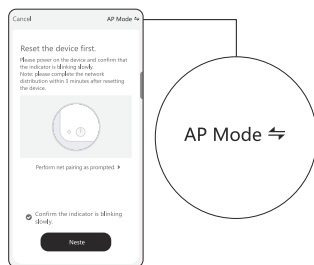 Cancel
AP Mode ⇋
Reset the device first.
Please power on the device and confirm that
the indicator is blinking slowly.
Note: please complete the network
distribution within 3 minutes after resetting
the device.
Perform net pairing as prompted.
Confirm the indicator is blinking
slowly.
Neste
AP Mode ⇋